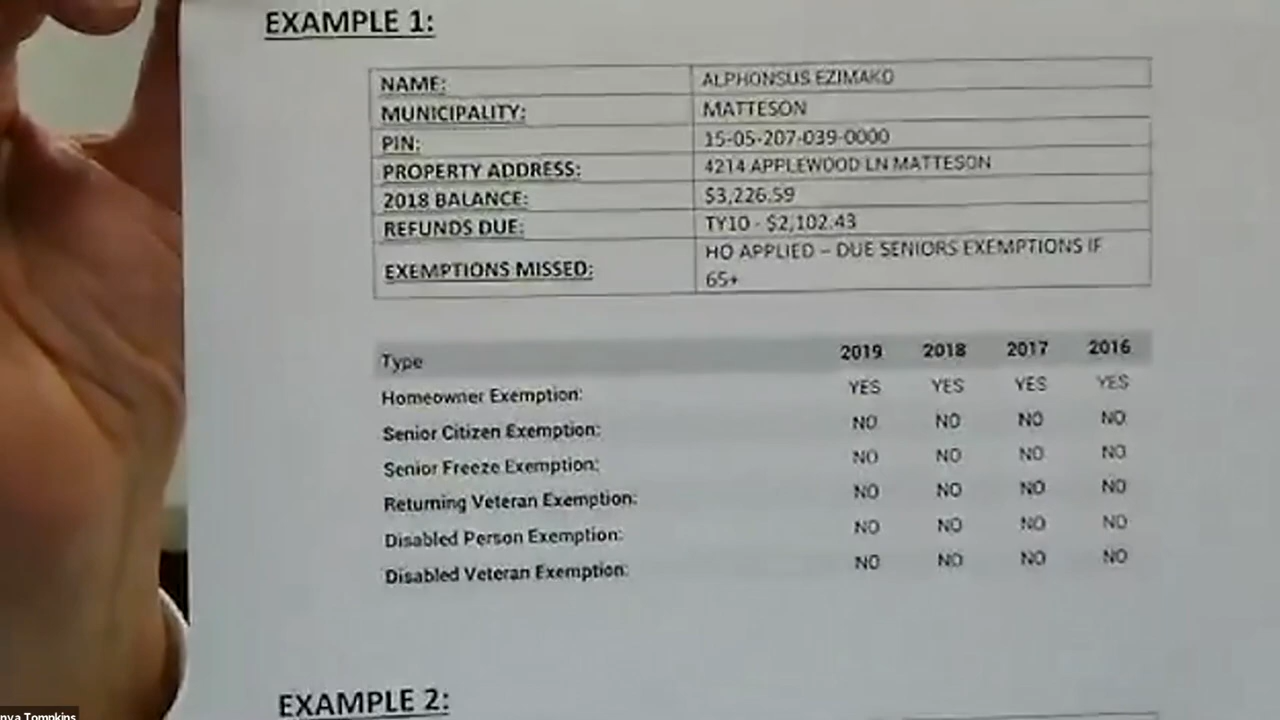 EXAMPLE 1:
NAME: ALPHONSUS EZIMAKO
MUNICIPALITY: MATTESON
PIN: 15-05-207-039-0000
PROPERTY ADDRESS: 4214 APPLEWOOD LN MATTESON
2018 BALANCE: $3,226.59
REFUNDS DUE: TY10 - $2,102.43
EXEMPTIONS MISSED: HO APPLIED – DUE SENIORS EXEMPTIONS IF
65+
Type 2019 2018 2017 2016
Homeowner Exemption: YES YES YES YES
Senior Citizen Exemption: NO NO NO NO
Senior Freeze Exemption: NO NO NO NO
Returning Veteran Exemption: NO NO NO NO
Disabled Person Exemption: NO NO NO NO
Disabled Veteran Exemption: NO NO NO NO
EXAMPLE 2:
Tompkins